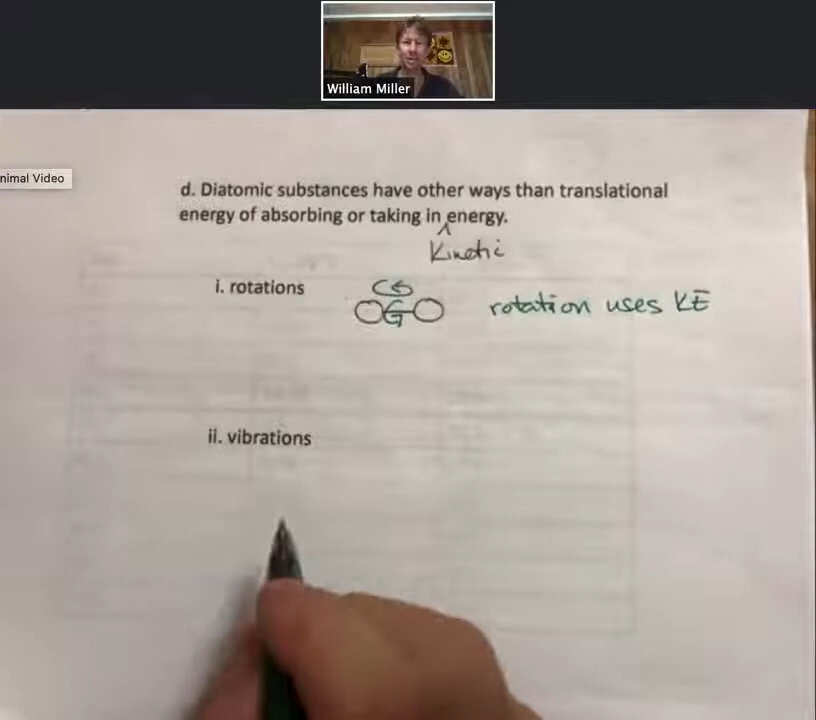 William Miller
nimal Video
d. Diatomic substances have other ways than translational
energy of absorbing or taking in energy.
^
Kinetic
i. rotations
rotation uses KE
ii. vibrations